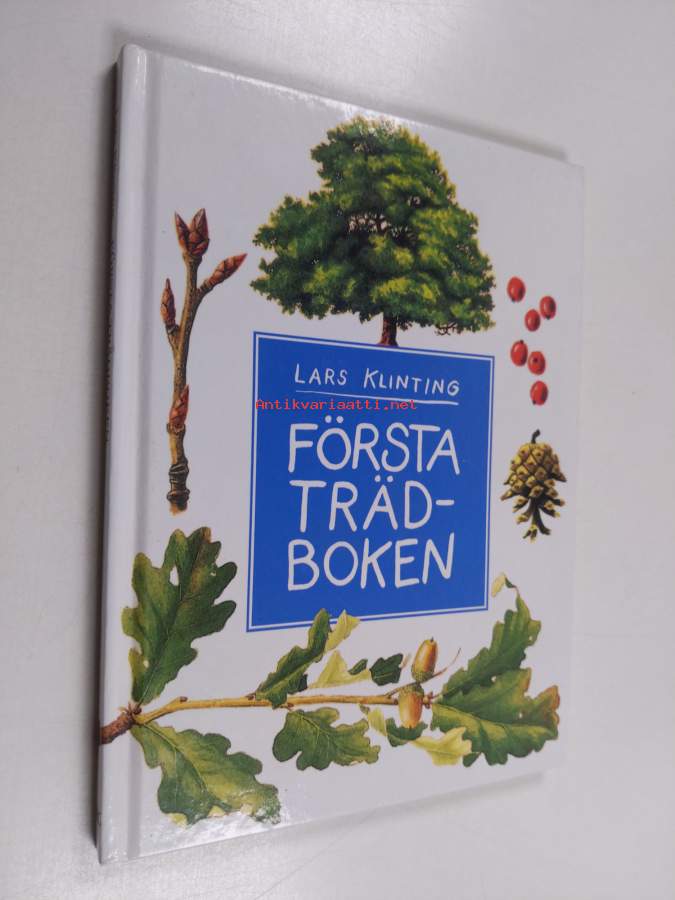 LARS KLINTING
Antikvariaatti.net
FÖRSTA
TRÄD-
BOKEN